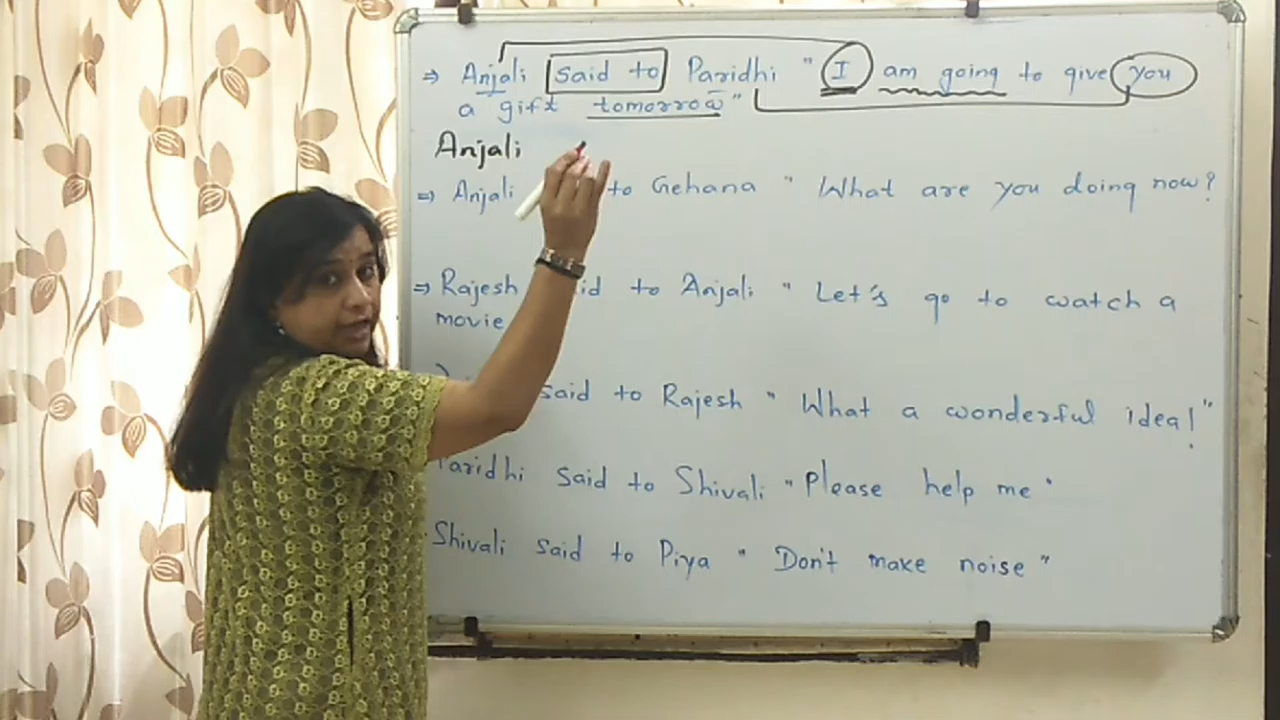 ⇒ Anjali said to Paridhi " I am going to give you
a gift tomorrow"
Anjali
⇒ Anjali to Gehana " What are you doing now?
⇒ Rajesh said to Anjali " Let's go to watch a
movie
said to Rajesh " What a wonderful idea!"
Paridhi said to Shivali "Please help me"
Shivali said to Piya " Don't make noise"